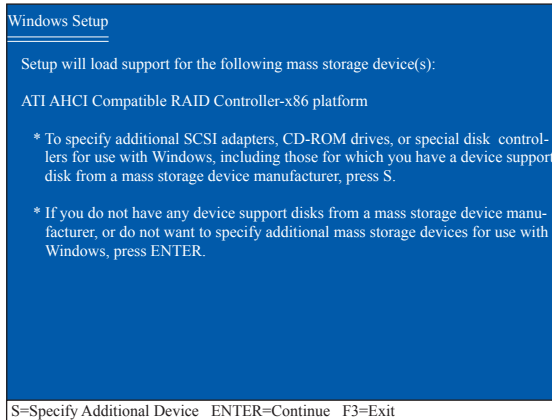 Windows Setup
Setup will load support for the following mass storage device(s):
ATI AHCI Compatible RAID Controller-x86 platform
* To specify additional SCSI adapters, CD-ROM drives, or special disk control-
lers for use with Windows, including those for which you have a device support
disk from a mass storage device manufacturer, press S.
* If you do not have any device support disks from a mass storage device manu-
facturer, or do not want to specify additional mass storage devices for use with
Windows, press ENTER.
S=Specify Additional Device ENTER=Continue F3=Exit